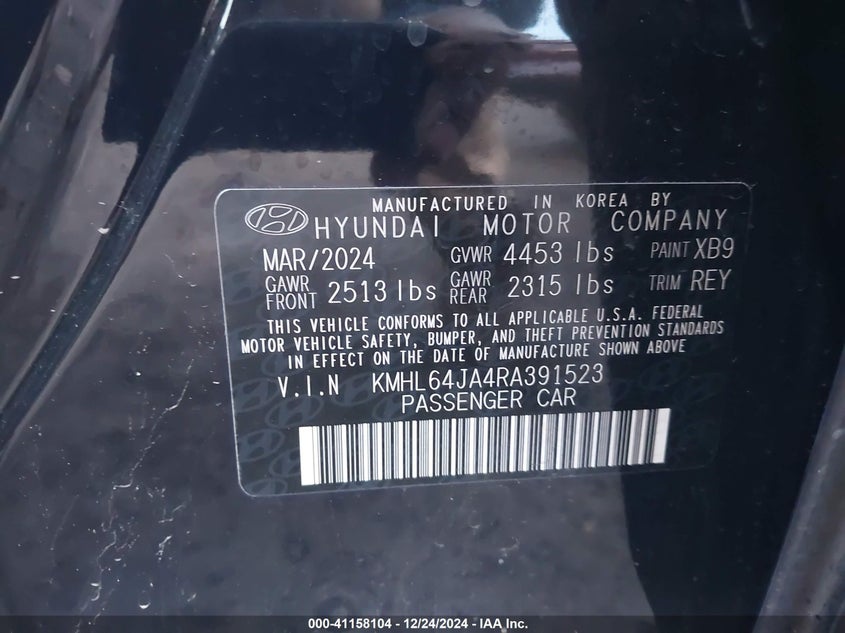 MANUFACTURED IN KOREA BY
HYUNDAI MOTOR COMPANY
MAR/2024 GVWR 4453 lbs PAINT XB9
GAWR FRONT 2513 lbs GAWR REAR 2315 lbs TRIM REY
THIS VEHICLE CONFORMS TO ALL APPLICABLE U.S.A. FEDERAL
MOTOR VEHICLE SAFETY, BUMPER, AND THEFT PREVENTION STANDARDS
IN EFFECT ON THE DATE OF MANUFACTURE SHOWN ABOVE
V.I.N KMHL64JA4RA391523
PASSENGER CAR
000-41158104 - 12/24/2024 - IAA Inc.